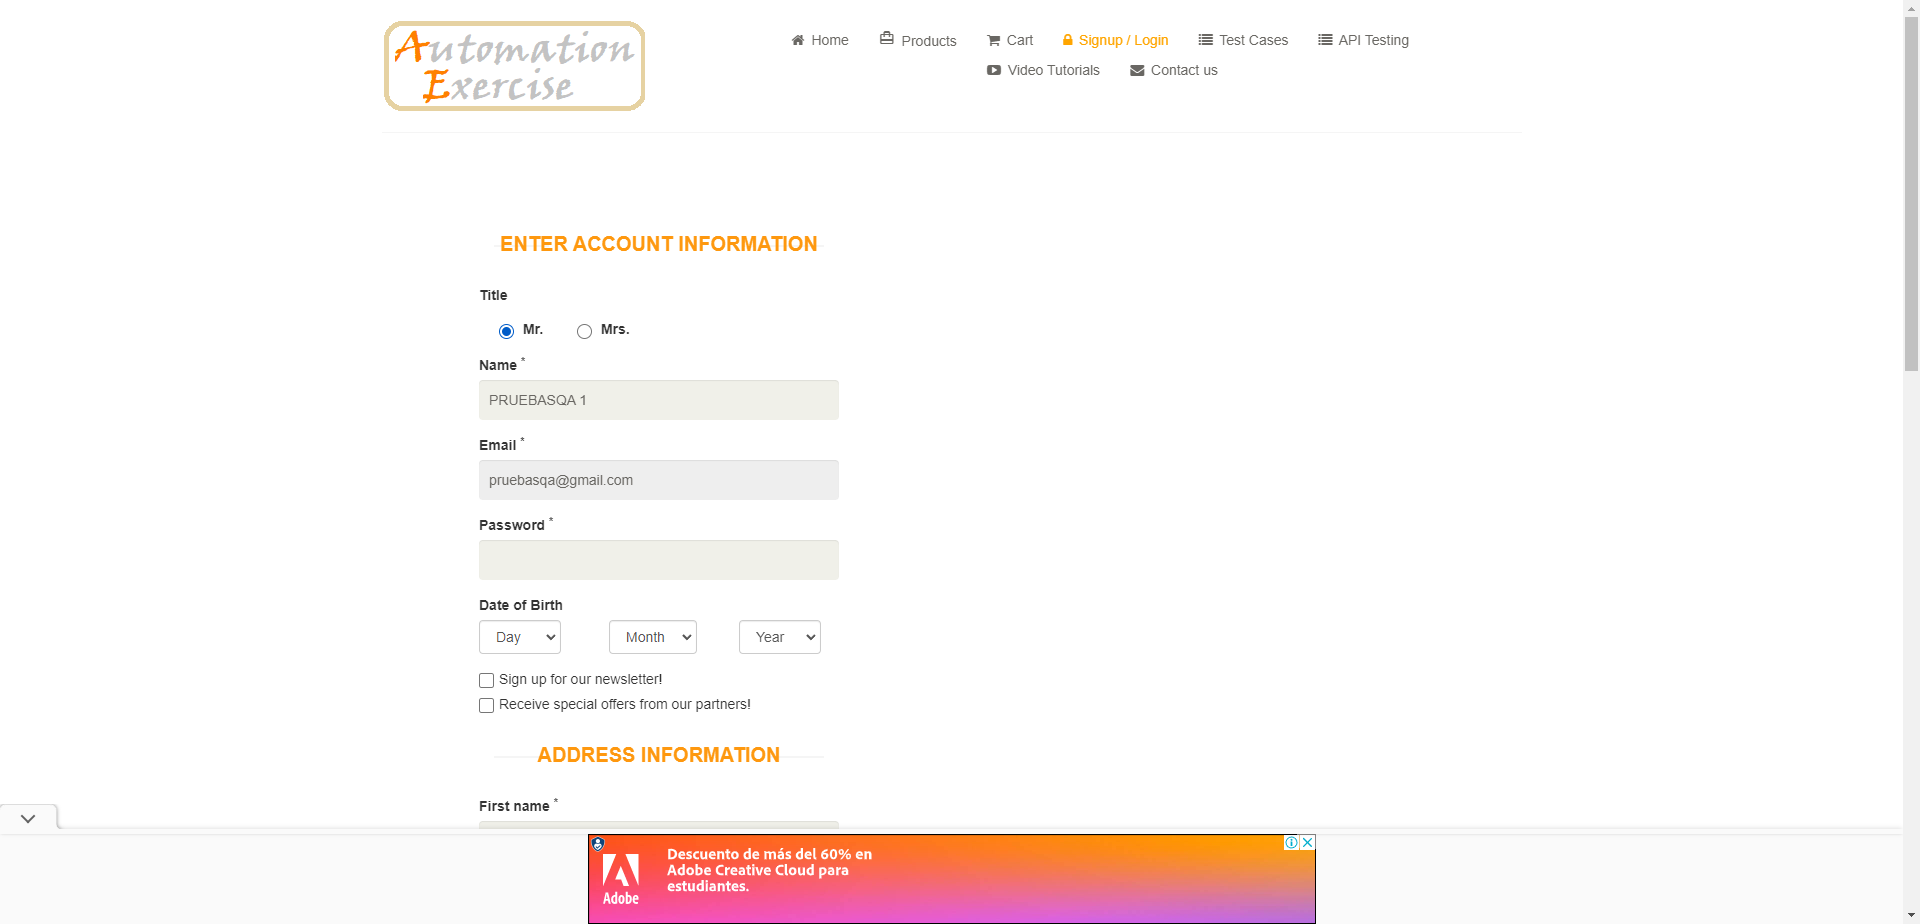 Automation
Exercise
Home
Products
Cart
Signup / Login
Test Cases
API Testing
Video Tutorials
Contact us
ENTER ACCOUNT INFORMATION
Title
Mr.
Mrs.
Name *
PRUEBASQA 1
Email *
pruebasqa@gmail.com
Password *
Date of Birth
Day
Month
Year
Sign up for our newsletter!
Receive special offers from our partners!
ADDRESS INFORMATION
First name *
Adobe
Descuento de más del 60% en
Adobe Creative Cloud para
estudiantes.